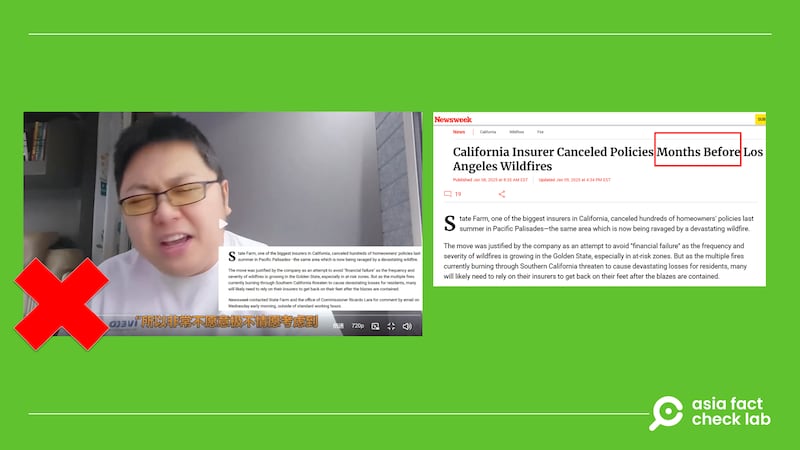 State Farm, one of the biggest insurers in California, canceled hundreds of homeowners' policies last
summer in Pacific Palisades—the same area which is now being ravaged by a devastating wildfire.
The move was justified by the company as an attempt to avoid "financial failure" as the frequency and
severity of wildfires is growing in the Golden State, especially in at-risk zones. But as the multiple fires
currently burning through Southern California threaten to cause devastating losses for residents, many
will likely need to rely on their insurers to get back on their feet after the blazes are contained.
Newsweek contacted State Farm and the office of Commissioner Ricardo Lara for comment by email on
Wednesday early morning, outside of standard working hours.
"所以非常不愿意极不情愿考虑到
倍速 720p
Newsweek
SUB
News California Wildfire Fire
California Insurer Canceled Policies Months Before Los
Angeles Wildfires
Published Jan 08, 2025 at 8:35 AM EST Updated Jan 09, 2025 at 4:36 PM EST
19
State Farm, one of the biggest insurers in California, canceled hundreds of homeowners' policies last
summer in Pacific Palisades—the same area which is now being ravaged by a devastating wildfire.
The move was justified by the company as an attempt to avoid "financial failure" as the frequency and
severity of wildfires is growing in the Golden State, especially in at-risk zones. But as the multiple fires
currently burning through Southern California threaten to cause devastating losses for residents, many
will likely need to rely on their insurers to get back on their feet after the blazes are contained.
asia fact
check lab